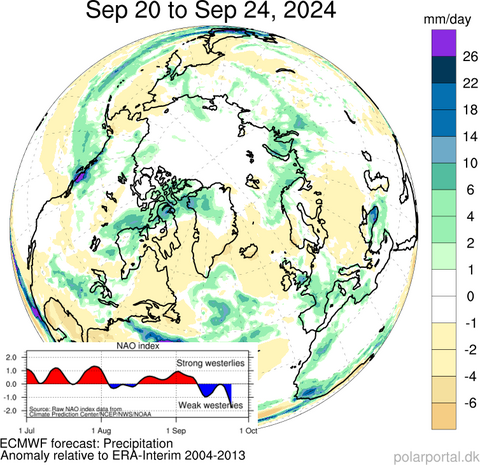 Sep 20 to Sep 24, 2024
mm/day
26
22
18
14
10
6
4
2
1
0
-1
-2
-4
-6
NAO index
2.0
1.0
0.0
-1.0
-2.0
Strong westerlies
Weak westerlies
Source: Raw NAO index data from
Climate Prediction Center/NCEP/NWS/NOAA
1 Jul 1 Aug 1 Sep 1 Oct
ECMWF forecast: Precipitation
Anomaly relative to ERA-Interim 2004-2013
polarportal.dk